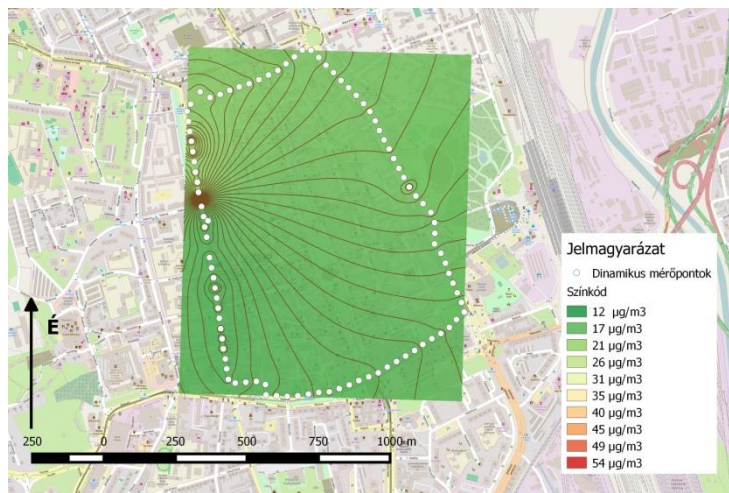 Jelmagyarázat
Dinamikus mérőpontok
Színkód
12 µg/m3
17 µg/m3
21 µg/m3
26 µg/m3
31 µg/m3
35 µg/m3
40 µg/m3
45 µg/m3
49 µg/m3
54 µg/m3
É
250 0 250 500 750 1000 m